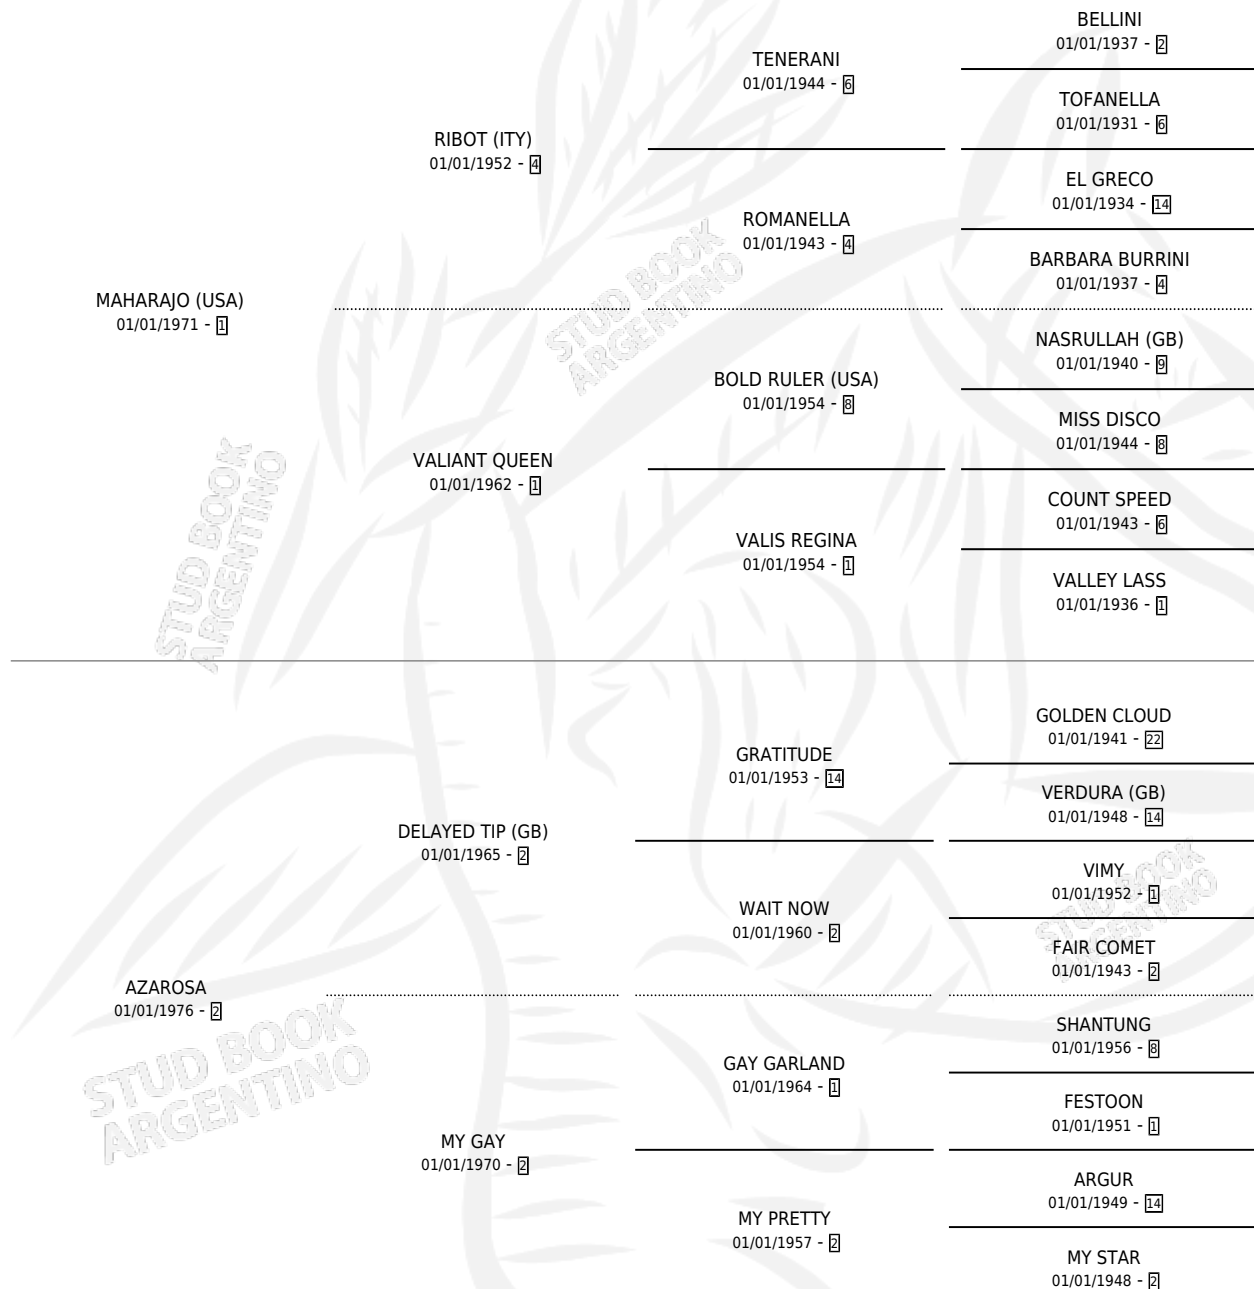 BELLINI
01/01/1937 - 2
TENERANI
01/01/1944 - 6
TOFANELLA
01/01/1931 - 6
RIBOT (ITY)
01/01/1952 - 4
EL GRECO
01/01/1934 - 14
ROMANELLA
01/01/1943 - 4
BARBARA BURRINI
01/01/1937 - 4
MAHARAJO (USA)
01/01/1971 - 1
STUD BOOK
ARGENTINO
NASRULLAH (GB)
01/01/1940 - 9
BOLD RULER (USA)
01/01/1954 - 8
MISS DISCO
01/01/1944 - 8
VALIANT QUEEN
01/01/1962 - 1
COUNT SPEED
01/01/1943 - 6
VALIS REGINA
01/01/1954 - 1
VALLEY LASS
01/01/1936 - 1
STUD BOOK
ARGENTINO
GOLDEN CLOUD
01/01/1941 - 22
GRATITUDE
01/01/1953 - 14
VERDURA (GB)
01/01/1948 - 14
DELAYED TIP (GB)
01/01/1965 - 2
VIMY
01/01/1952 - 1
WAIT NOW
01/01/1960 - 2
FAIR COMET
01/01/1943 - 2
STUD BOOK
ARGENTINO
AZAROSA
01/01/1976 - 2
SHANTUNG
01/01/1956 - 8
GAY GARLAND
01/01/1964 - 1
FESTOON
01/01/1951 - 1
STUD BOOK
ARGENTINO
MY GAY
01/01/1970 - 2
ARGUR
01/01/1949 - 14
MY PRETTY
01/01/1957 - 2
MY STAR
01/01/1948 - 2